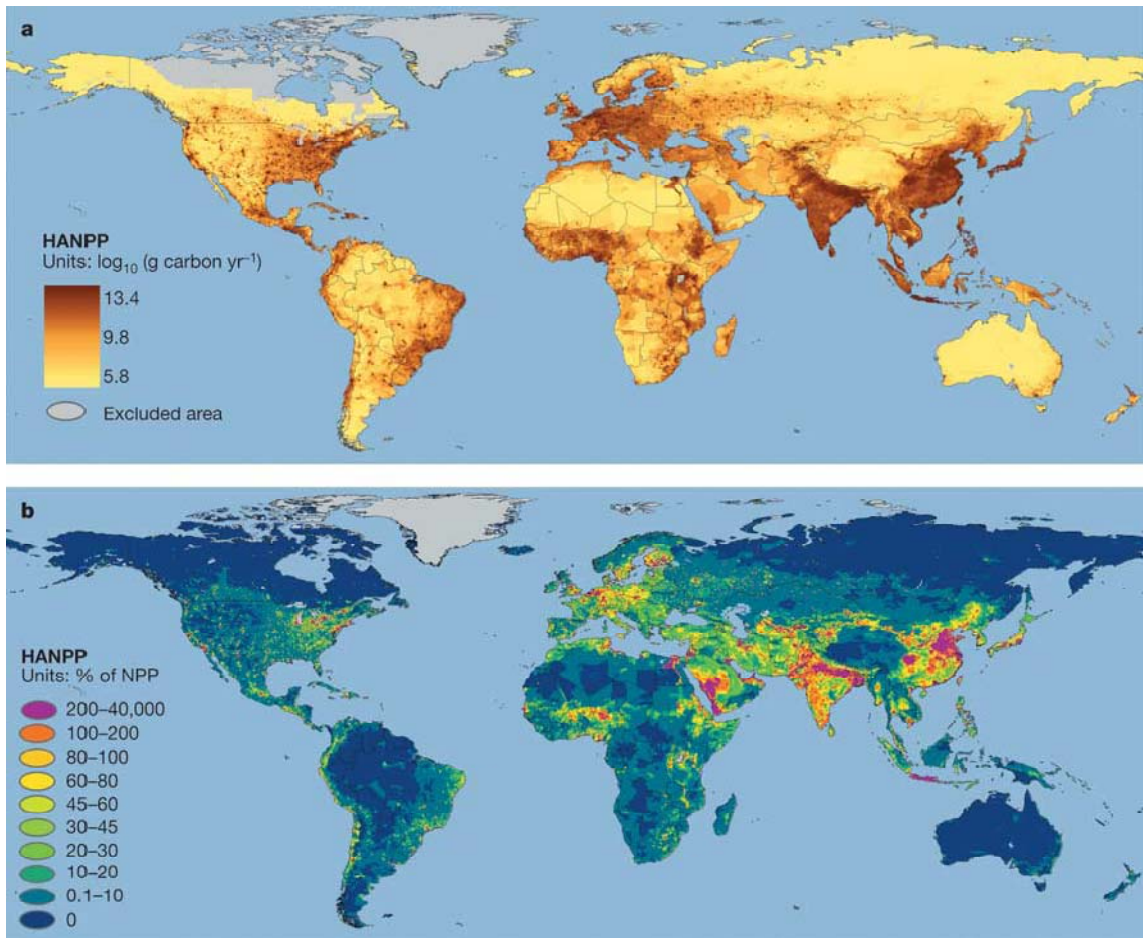 a
HANPP
Units: log₁₀ (g carbon yr⁻¹)
13.4
9.8
5.8
Excluded area
b
HANPP
Units: % of NPP
200–40,000
100–200
80–100
60–80
45–60
30–45
20–30
10–20
0.1–10
0